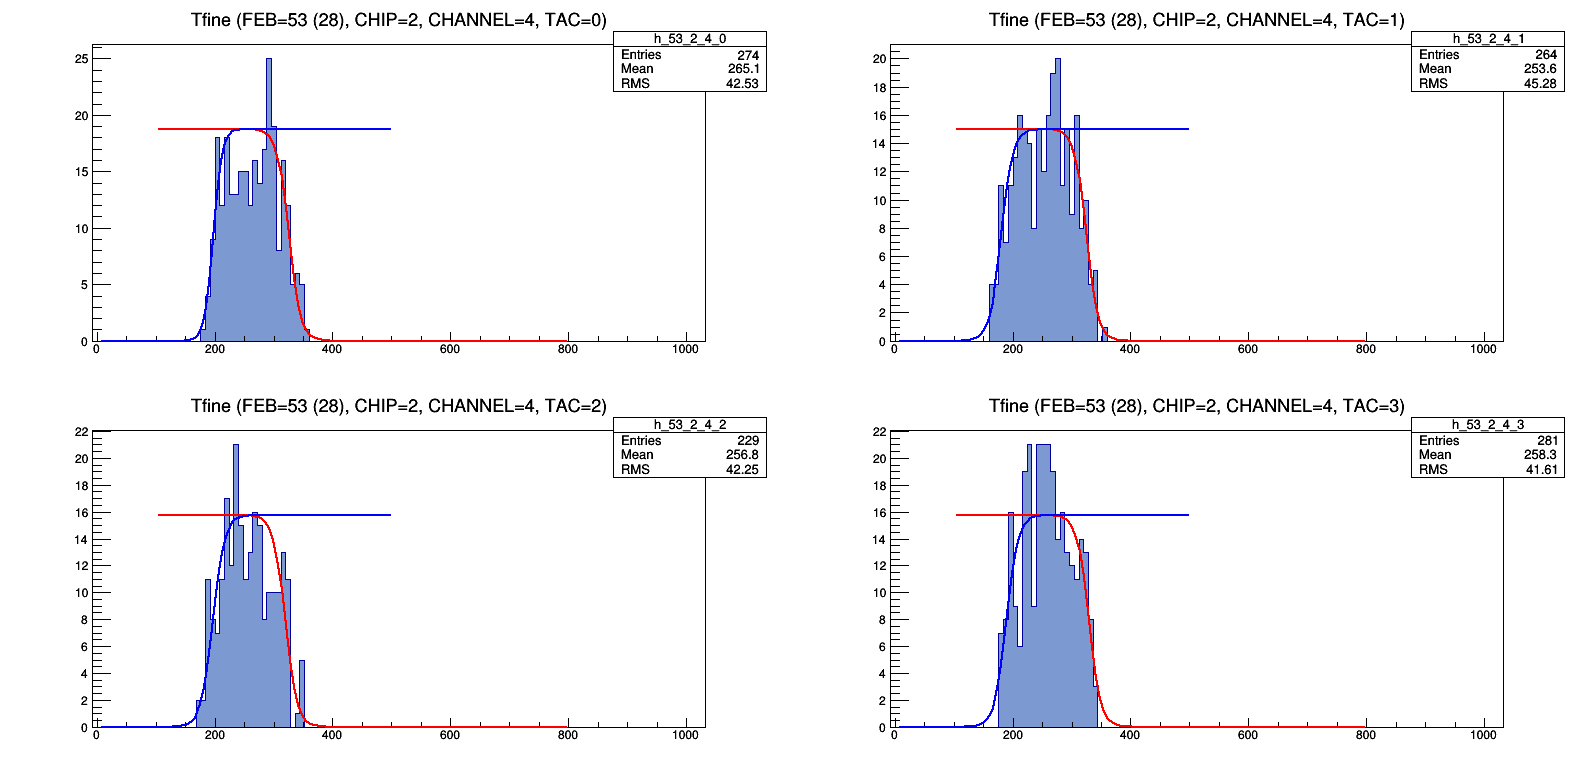 Tfine (FEB=53 (28), CHIP=2, CHANNEL=4, TAC=0)
h_53_2_4_0
Entries 274
Mean 265.1
RMS 42.53
25
20
15
10
5
0
0 200 400 600 800 1000
Tfine (FEB=53 (28), CHIP=2, CHANNEL=4, TAC=1)
h_53_2_4_1
Entries 264
Mean 253.6
RMS 45.28
20
18
16
14
12
10
8
6
4
2
0
0 200 400 600 800 1000
Tfine (FEB=53 (28), CHIP=2, CHANNEL=4, TAC=2)
h_53_2_4_2
Entries 229
Mean 256.8
RMS 42.25
22
20
18
16
14
12
10
8
6
4
2
0
0 200 400 600 800 1000
Tfine (FEB=53 (28), CHIP=2, CHANNEL=4, TAC=3)
h_53_2_4_3
Entries 281
Mean 258.3
RMS 41.61
22
20
18
16
14
12
10
8
6
4
2
0
0 200 400 600 800 1000